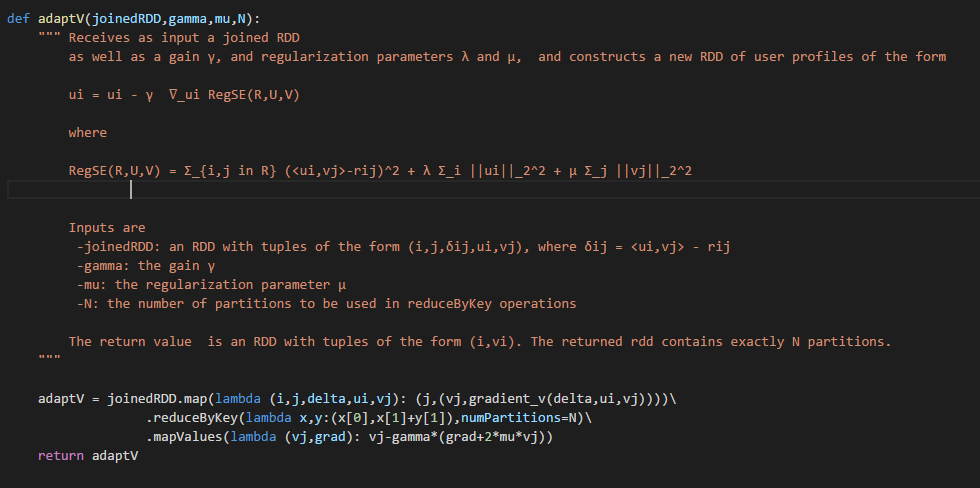 def adaptV(joinedRDD,gamma,mu,N):
""" Receives as input a joined RDD
as well as a gain γ, and regularization parameters λ and μ,  and constructs a new RDD of user profiles of the form
ui = ui - γ  ∇_ui RegSE(R,U,V)
where
RegSE(R,U,V) = Σ_{i,j in R} (<ui,vj>-rij)^2 + λ Σ_i ||ui||_2^2 + μ Σ_j ||vj||_2^2
Inputs are
-joinedRDD: an RDD with tuples of the form (i,j,δij,ui,vj), where δij = <ui,vj> - rij
-gamma: the gain γ
-mu: the regularization parameter μ
-N: the number of partitions to be used in reduceByKey operations
The return value  is an RDD with tuples of the form (i,vi). The returned rdd contains exactly N partitions.
"""
adaptV = joinedRDD.map(lambda (i,j,delta,ui,vj): (j,(vj,gradient_v(delta,ui,vj))))\
.reduceByKey(lambda x,y:(x[0],x[1]+y[1]),numPartitions=N)\
.mapValues(lambda (vj,grad): vj-gamma*(grad+2*mu*vj))
return adaptV